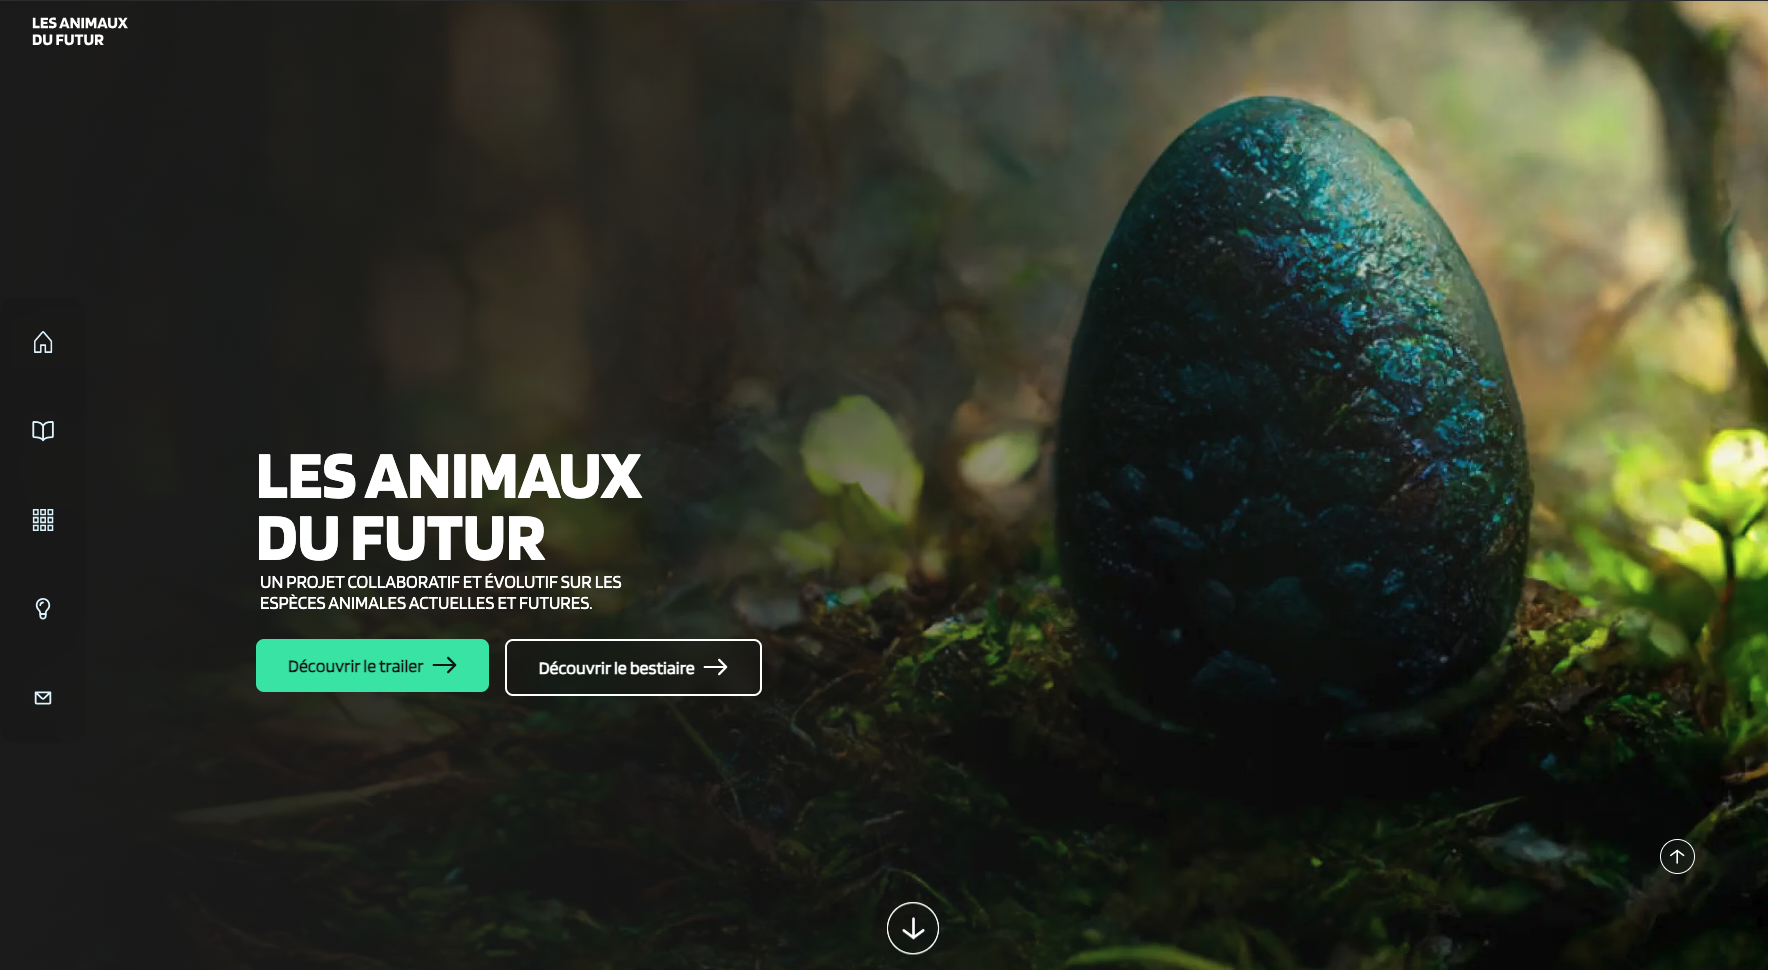 LES ANIMAUX
DU FUTUR
LES ANIMAUX
DU FUTUR
UN PROJET COLLABORATIF ET ÉVOLUTIF SUR LES
ESPÈCES ANIMALES ACTUELLES ET FUTURES.
Découvrir le trailer
Découvrir le bestiaire